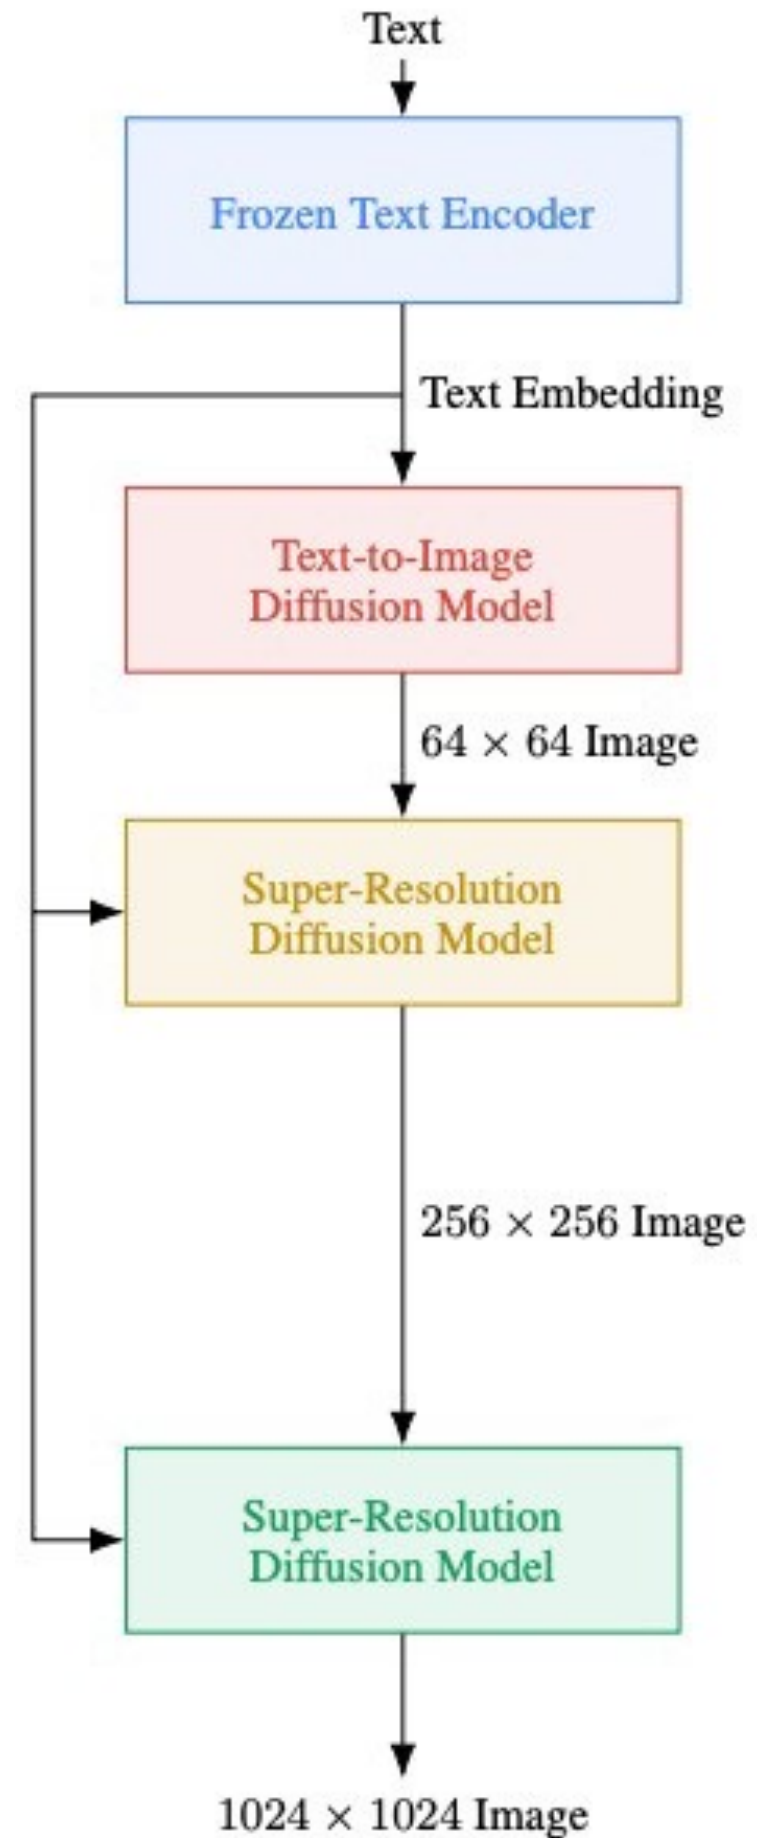 Text
Frozen Text Encoder
Text Embedding
Text-to-Image
Diffusion Model
64 × 64 Image
Super-Resolution
Diffusion Model
256 × 256 Image
Super-Resolution
Diffusion Model
1024 × 1024 Image